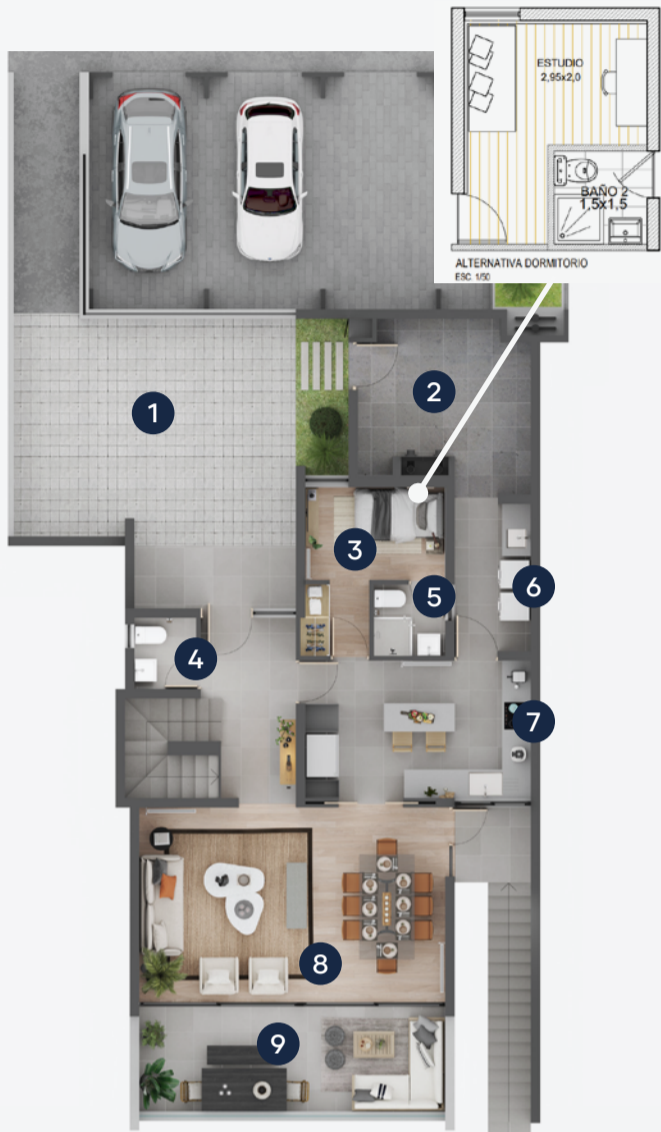 ESTUDIO
2,95x2,0
BAÑO 2
1,5x1,5
ALTERNATIVA DORMITORIO
ESC. 1/50
1
2
3
5
6
4
7
8
9